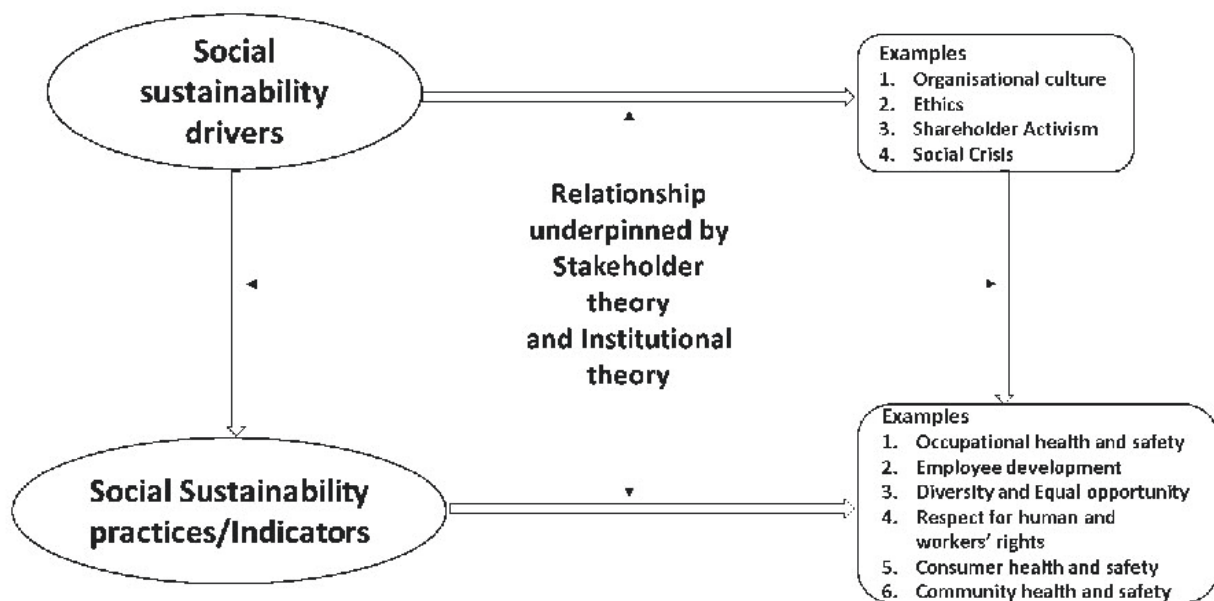 Social
sustainability
drivers
Examples
1. Organisational culture
2. Ethics
3. Shareholder Activism
4. Social Crisis
Relationship
underpinned by
Stakeholder
theory
and Institutional
theory
Social Sustainability
practices/Indicators
Examples
1. Occupational health and safety
2. Employee development
3. Diversity and Equal opportunity
4. Respect for human and
workers' rights
5. Consumer health and safety
6. Community health and safety